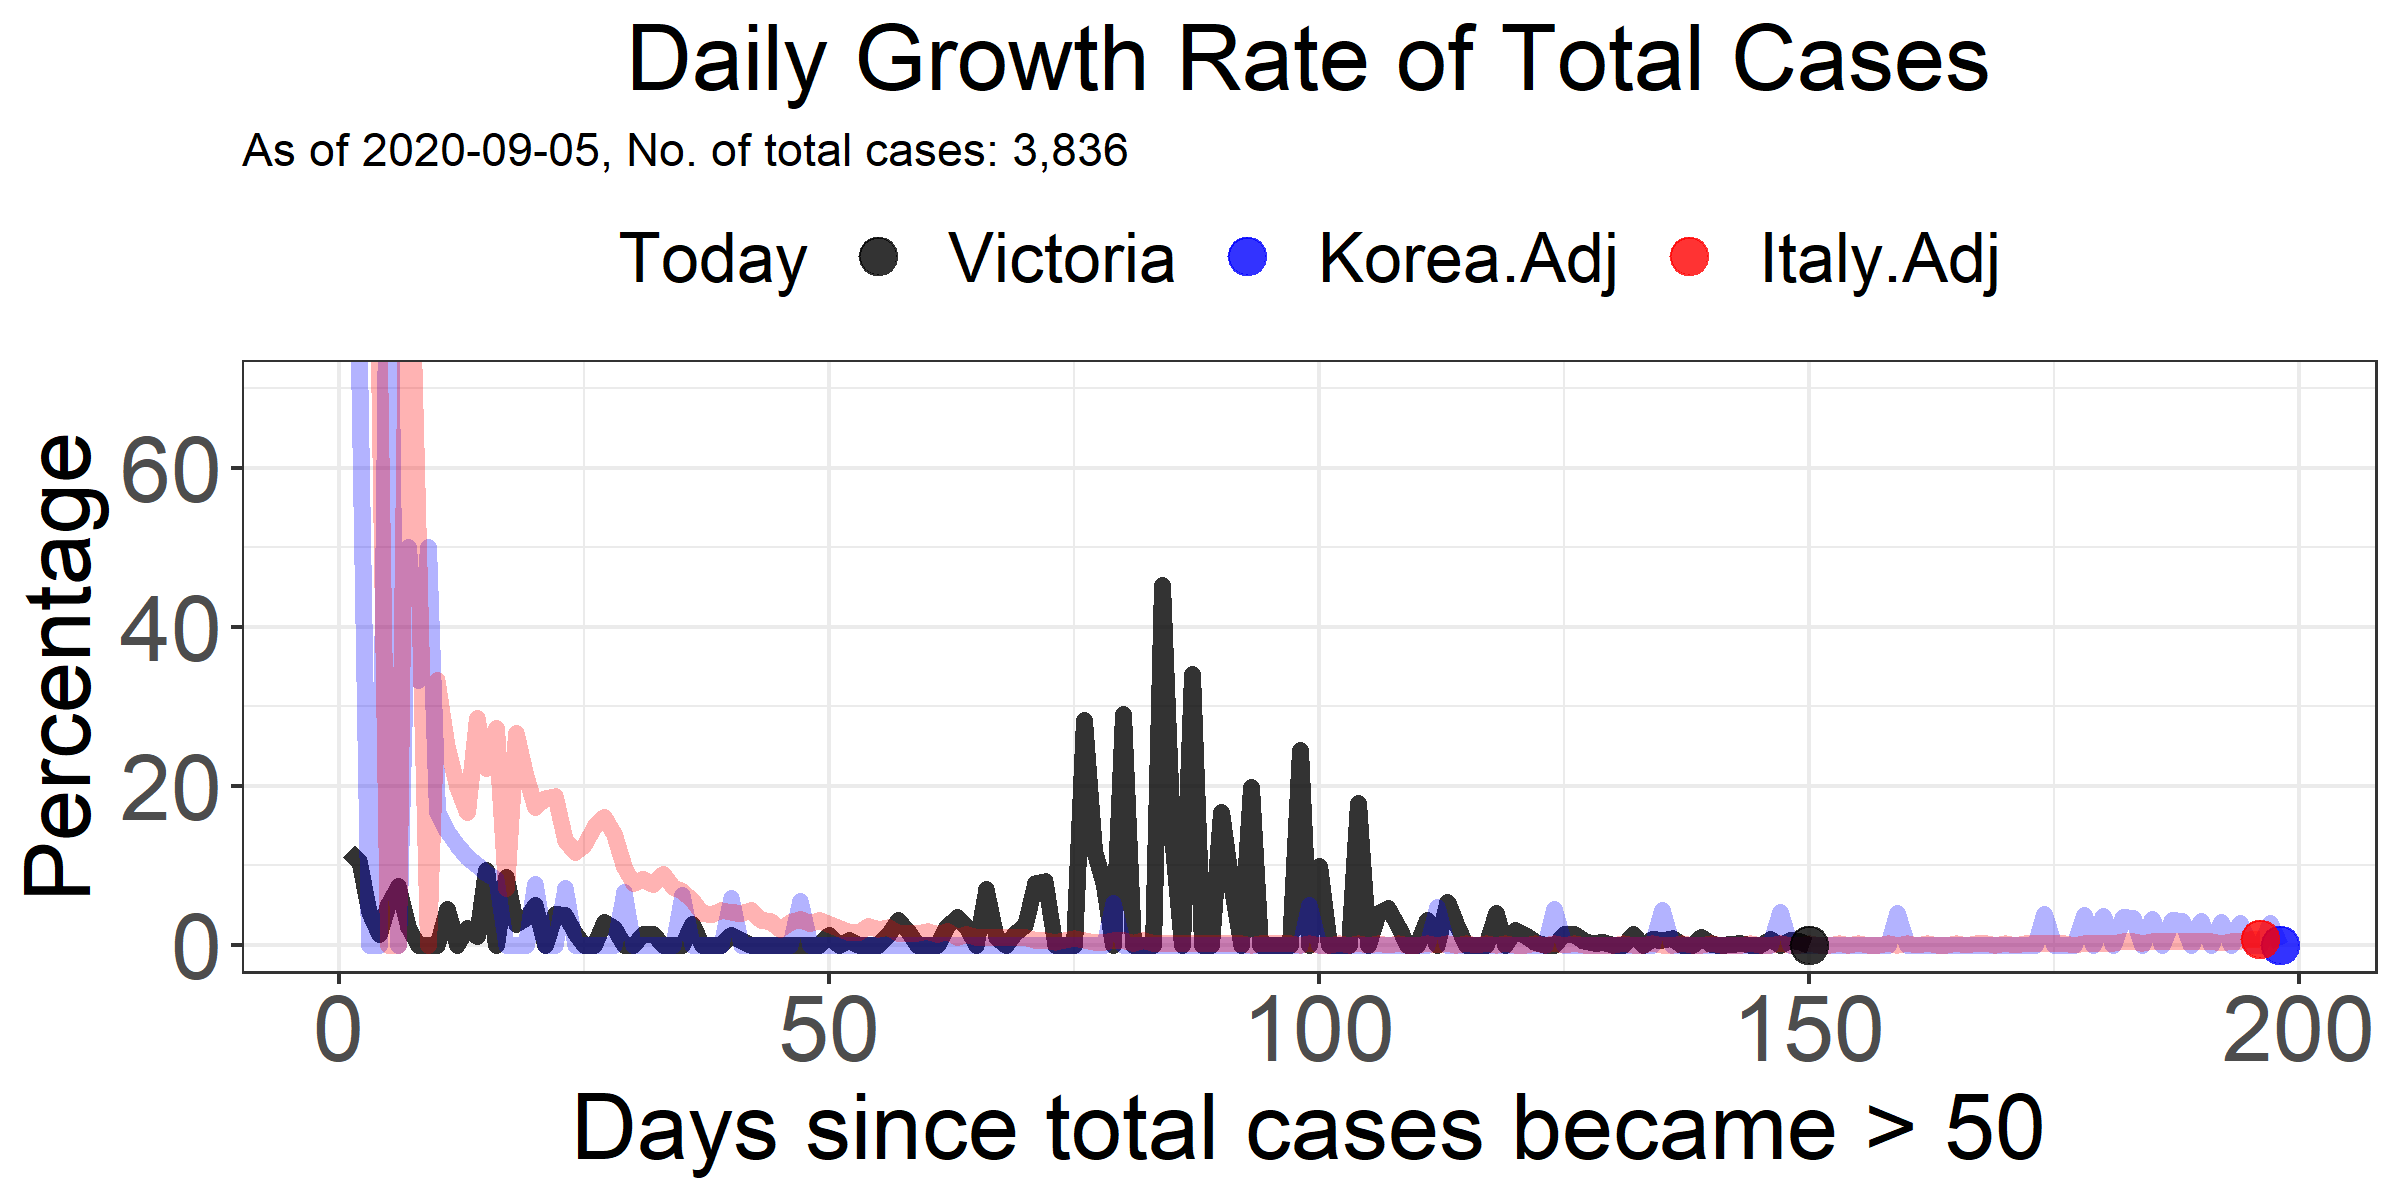 Daily Growth Rate of Total Cases
As of 2020-09-05, No. of total cases: 3,836
Today Victoria Korea.Adj Italy.Adj
Percentage
60
40
20
0
0 50 100 150 200
Days since total cases became > 50